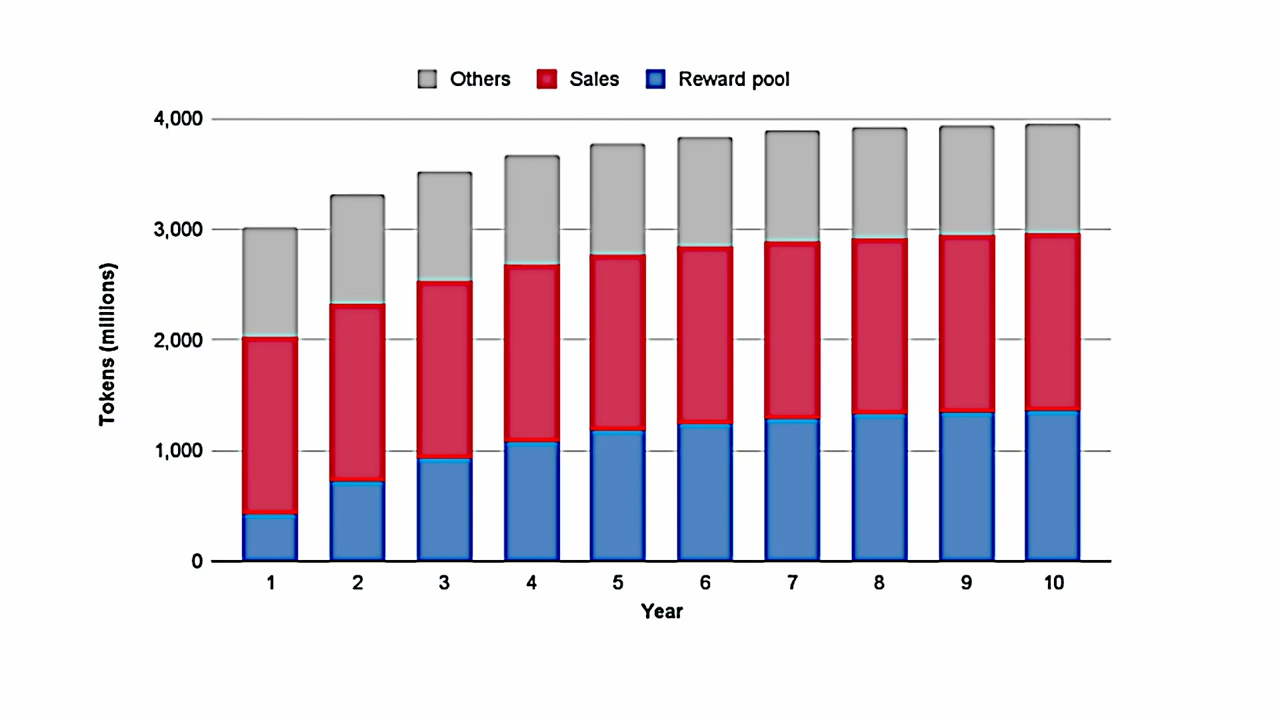 Others Sales Reward pool
4,000
3,000
2,000
1,000
0
Tokens (millions)
1 2 3 4 5 6 7 8 9 10
Year